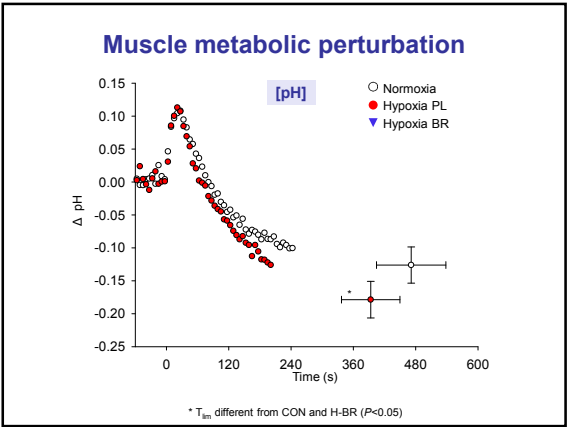 Muscle metabolic perturbation
[pH]
Normoxia
Hypoxia PL
Hypoxia BR
0.15
0.10
0.05
0.00
-0.05
-0.10
-0.15
-0.20
-0.25
Δ pH
*
0 120 240 360 480 600
Time (s)
* Tlim different from CON and H-BR (P<0.05)